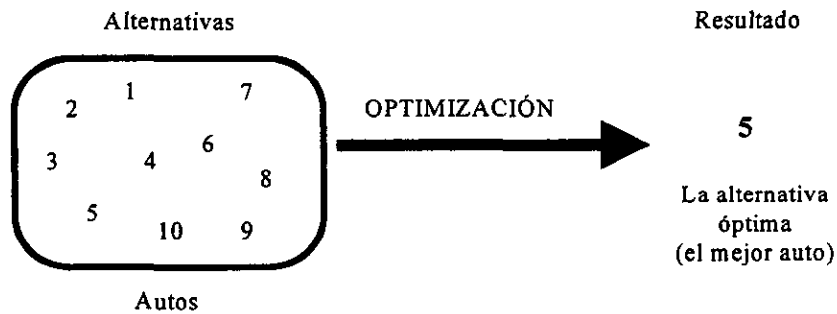 Alternativas
Resultado
1
7
2
OPTIMIZACIÓN
5
6
3
4
8
La alternativa
óptima
(el mejor auto)
5
10
9
Autos